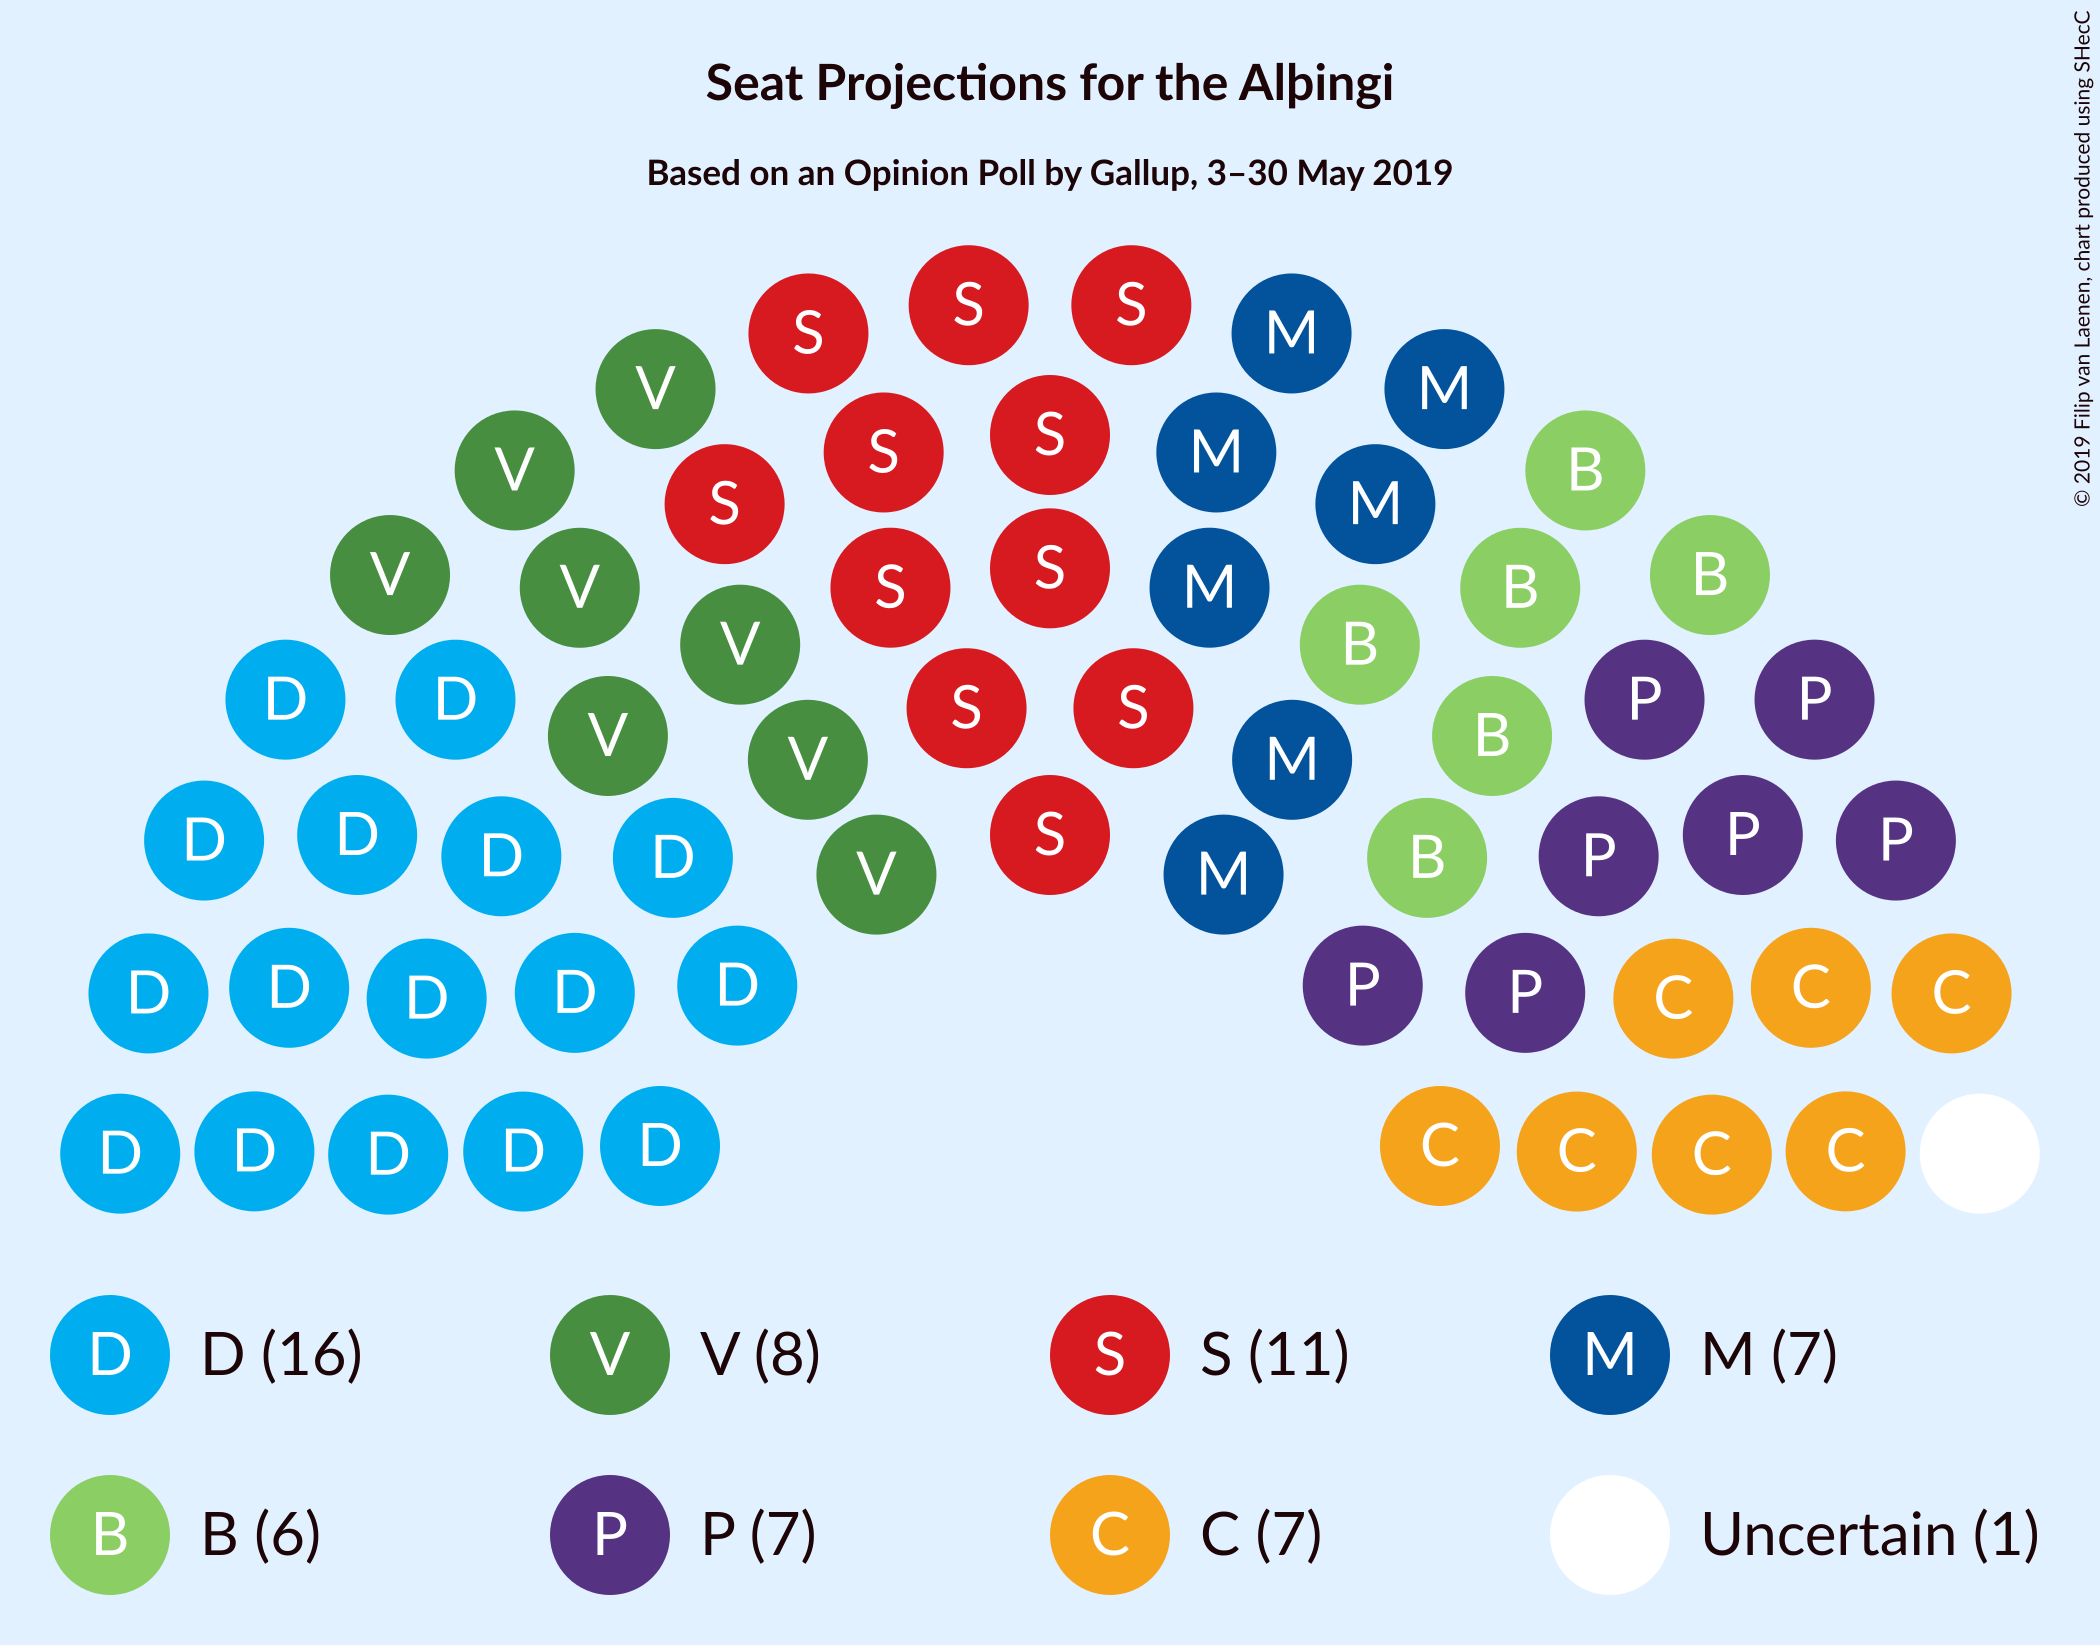 Seat Projections for the Alþingi
Based on an Opinion Poll by Gallup, 3–30 May 2019
© 2019 Filip van Laenen, chart produced using SHecC
S S
S M
V M
S
S M
V B
S M
V B
S
V S M B
V B
D D P P
S S
V B
V M
D D P P
S
D D B P
V M
D P
D D D D P C C C
D D D D D C C C C
D D (16) V V (8) S S (11) M M (7)
B B (6) P P (7) C C (7) Uncertain (1)